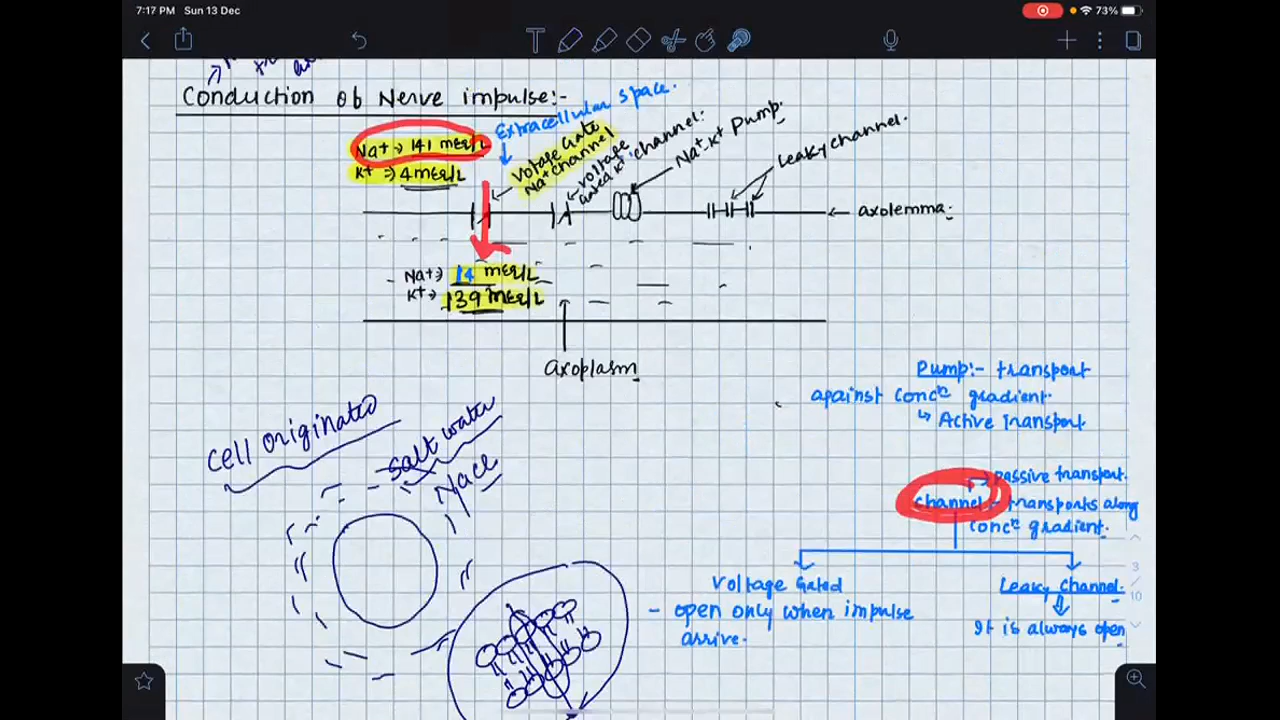 7:17 PM Sun 13 Dec
73%
Conduction of Nerve impulse:-
Extracellular space.
Na+ → 141 mEq/L
K+ ⇒ 4 mEq/L
Votage Gate
Na+ channel
voltage
gated K+ channel:
Na+-K+ Pump.
Leaky channel.
← axolemma.
Na+→ 14 mEq/L
K+→ 139 mEq/L
axoplasm
Pump:- transport
against concⁿ gradient.
↳ Active Transport
Cell originated
salt water
Nacl
→ passive transport.
channel:- transports along
concⁿ gradient.
Voltage Gated
- open only when impulse
arrive.
Leaky channel.
It is always open
3
/
10